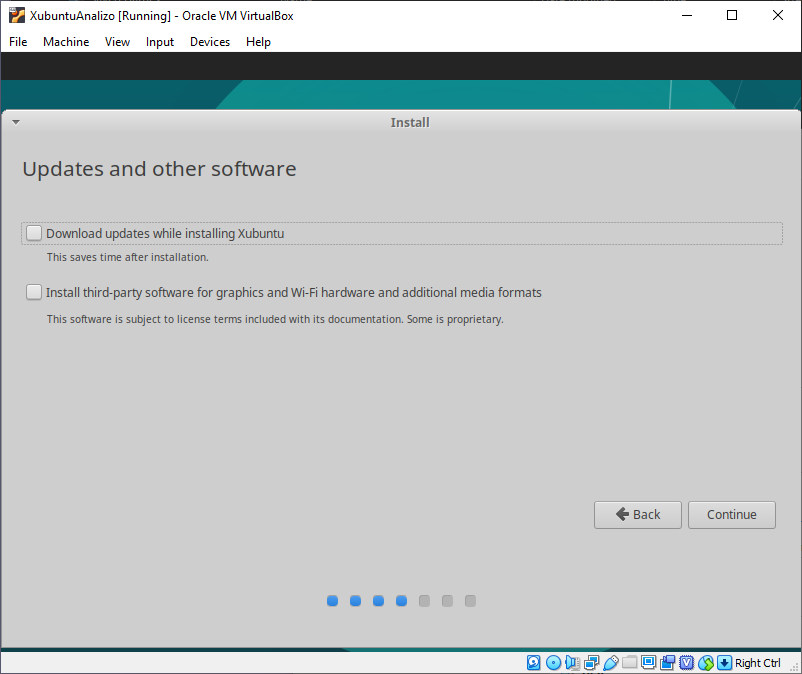 XubuntuAnalizo [Running] - Oracle VM VirtualBox
File Machine View Input Devices Help
Install
Updates and other software
Download updates while installing Xubuntu
This saves time after installation.
Install third-party software for graphics and Wi-Fi hardware and additional media formats
This software is subject to license terms included with its documentation. Some is proprietary.
Back Continue
Right Ctrl